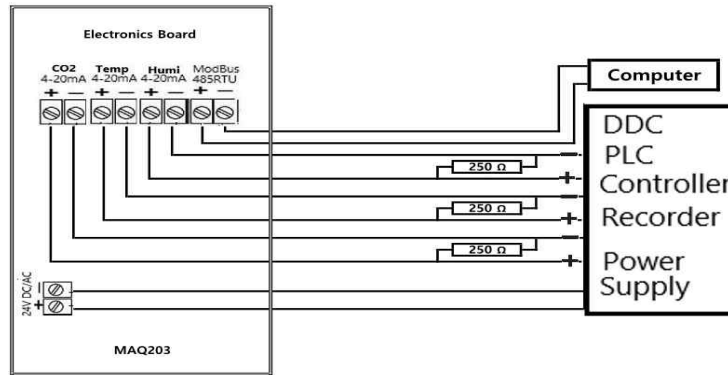 Electronics Board
CO2 Temp Humi ModBus
4-20mA 4-20mA 4-20mA 485RTU
+ − + − + − + −
Computer
DDC
− PLC
250 Ω
+ Controller
−
250 Ω
+ Recorder
−
250 Ω
+ Power
Supply
24V DC/AC
− 
+
MAQ203